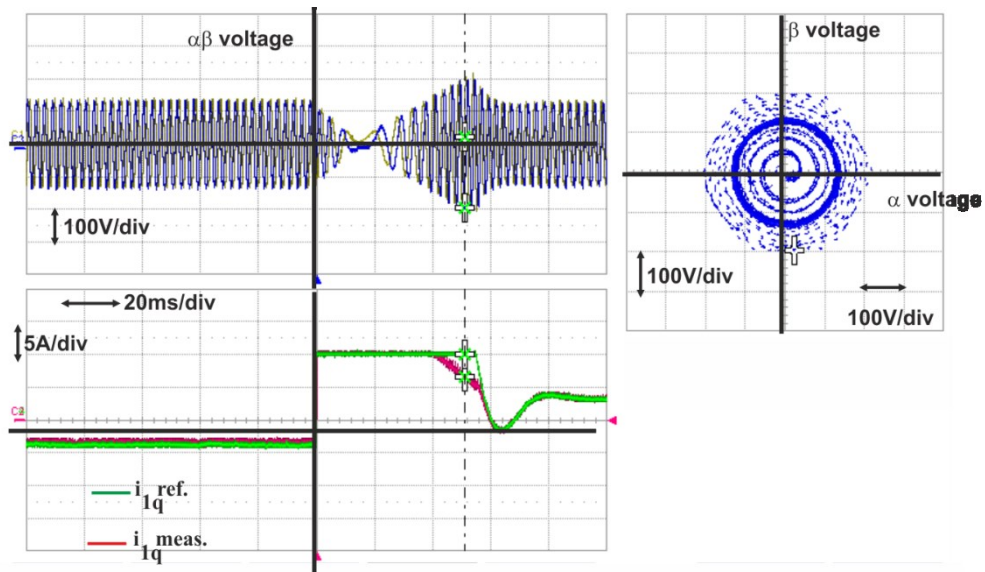 αβ voltage
100V/div
20ms/div
5A/div
i1q ref.
i1q meas.
β voltage
α voltage
100V/div
100V/div